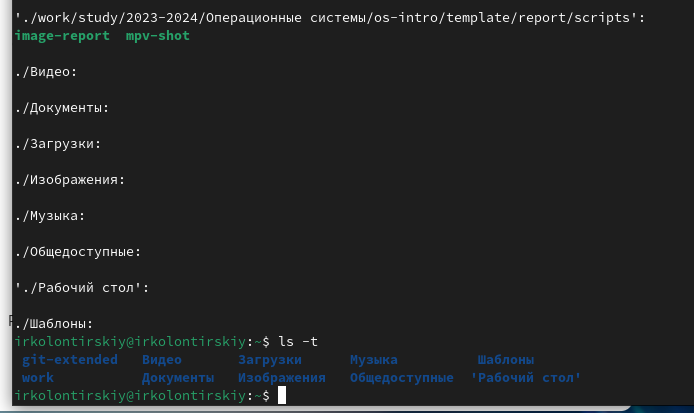 './work/study/2023-2024/Операционные системы/os-intro/template/report/scripts':
image-report  mpv-shot
./Видео:
./Документы:
./Загрузки:
./Изображения:
./Музыка:
./Общедоступные:
'./Рабочий стол':
./Шаблоны:
irkolontirskiy@irkolontirskiy:~$ ls -t
git-extended   Видео       Загрузки      Музыка          Шаблоны
work           Документы   Изображения   Общедоступные  'Рабочий стол'
irkolontirskiy@irkolontirskiy:~$